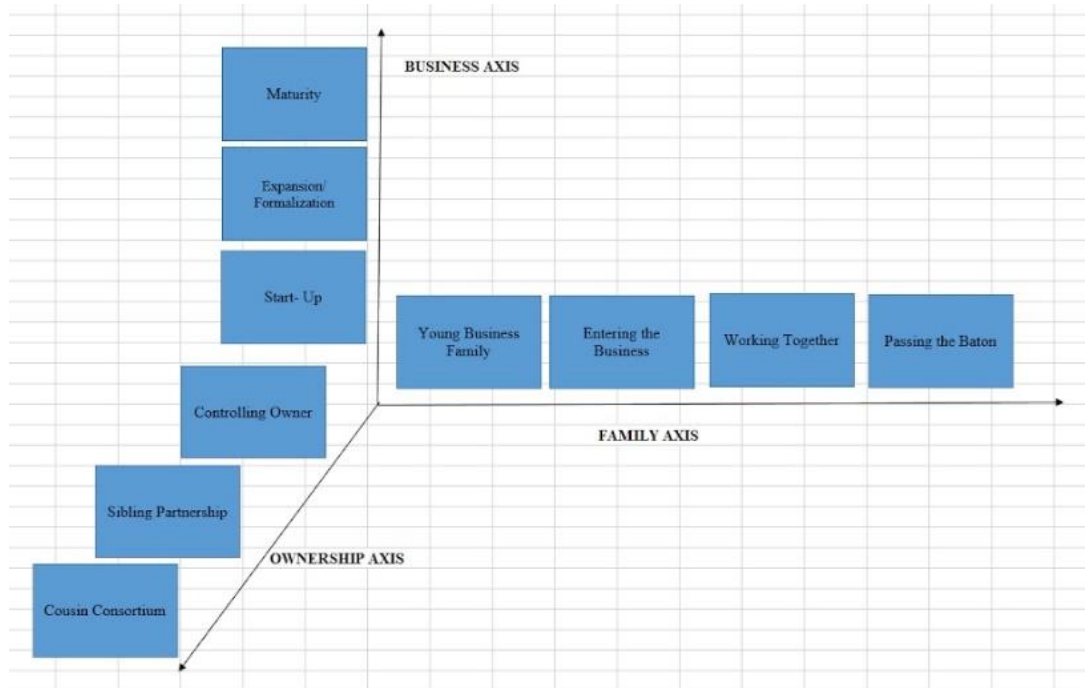 BUSINESS AXIS
Maturity
Expansion/
Formalization
Start- Up
Young Business
Family
Entering the
Business
Working Together
Passing the Baton
Controlling Owner
FAMILY AXIS
Sibling Partnership
OWNERSHIP AXIS
Cousin Consortium